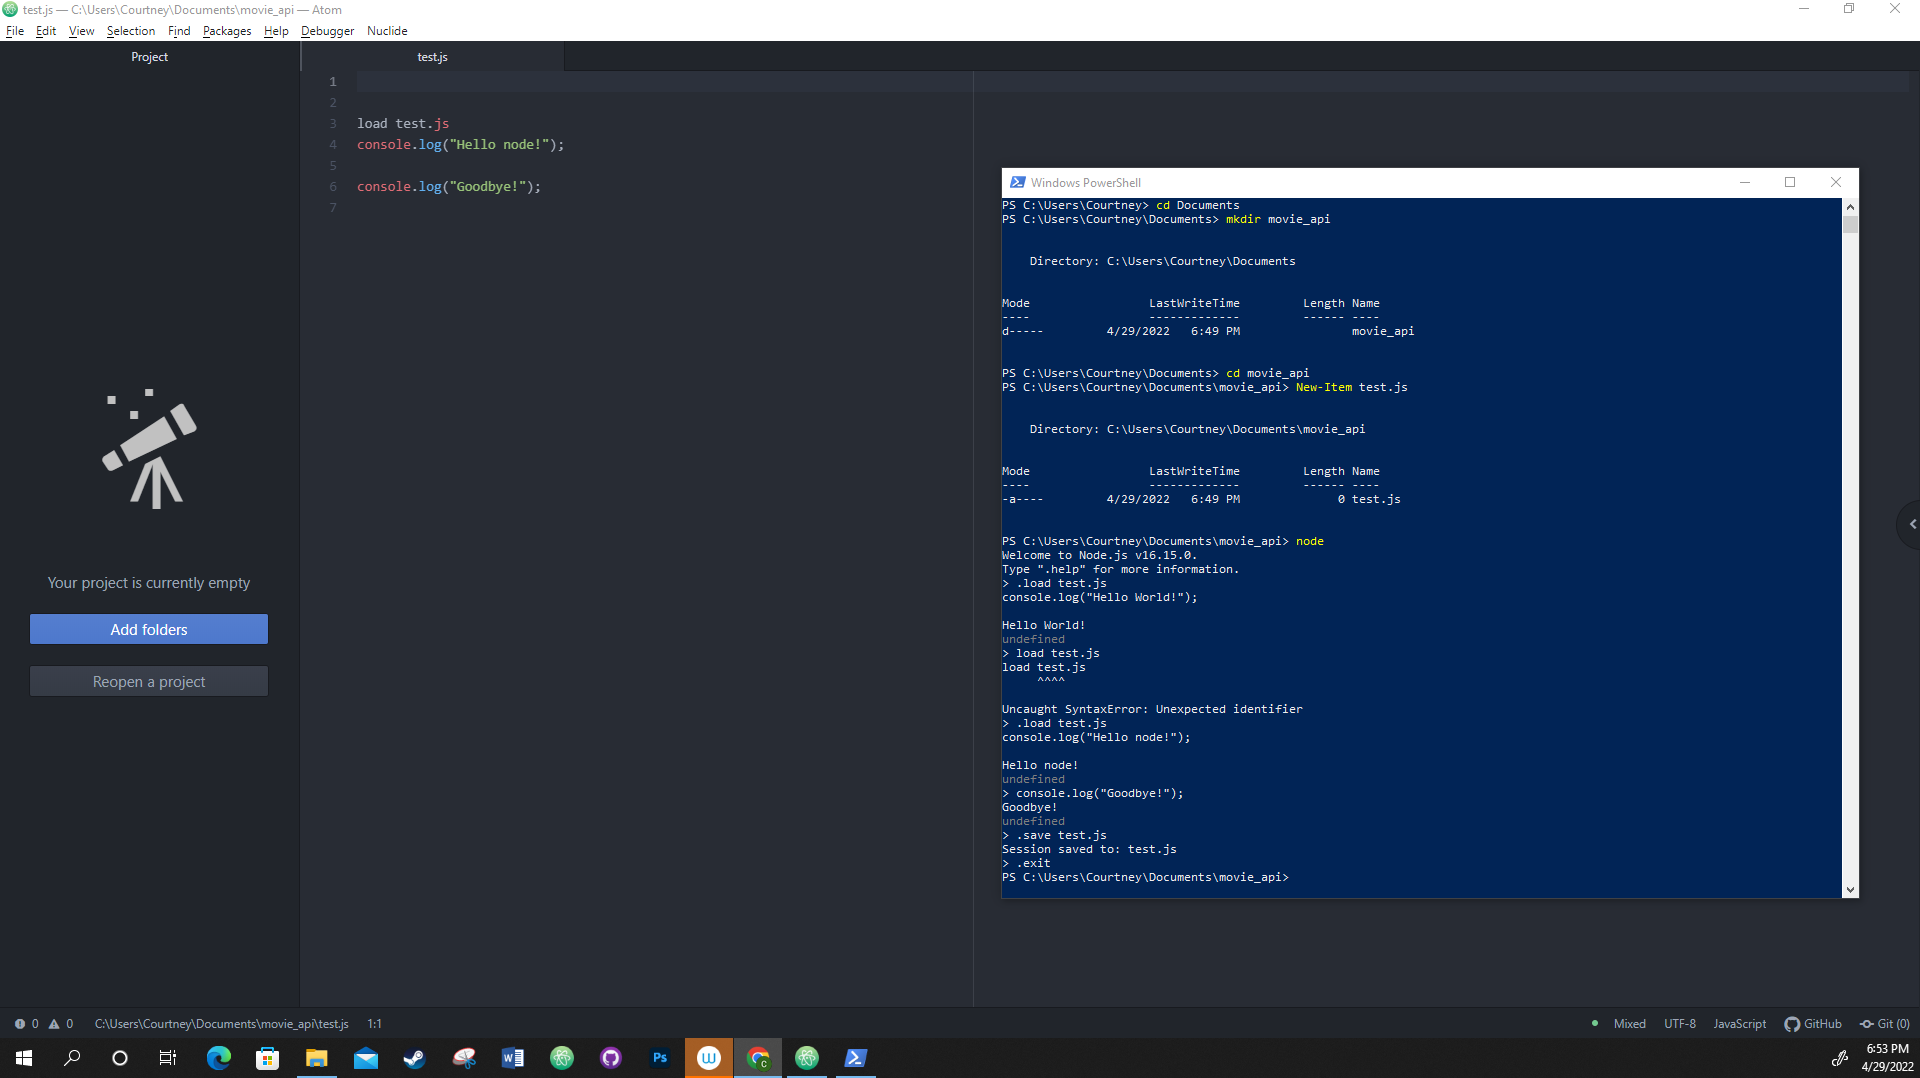 test.js — C:\Users\Courtney\Documents\movie_api — Atom
File Edit View Selection Find Packages Help Debugger Nuclide
Project
test.js
1
2
3 load test.js
4 console.log("Hello node!");
5
6 console.log("Goodbye!");
7
Your project is currently empty
Add folders
Reopen a project
Windows PowerShell
PS C:\Users\Courtney> cd Documents
PS C:\Users\Courtney\Documents> mkdir movie_api
Directory: C:\Users\Courtney\Documents
Mode LastWriteTime Length Name
---- ------------- ------ ----
d----- 4/29/2022 6:49 PM movie_api
PS C:\Users\Courtney\Documents> cd movie_api
PS C:\Users\Courtney\Documents\movie_api> New-Item test.js
Directory: C:\Users\Courtney\Documents\movie_api
Mode LastWriteTime Length Name
---- ------------- ------ ----
-a---- 4/29/2022 6:49 PM 0 test.js
PS C:\Users\Courtney\Documents\movie_api> node
Welcome to Node.js v16.15.0.
Type ".help" for more information.
> .load test.js
console.log("Hello World!");
Hello World!
undefined
> load test.js
load test.js
^^^^
Uncaught SyntaxError: Unexpected identifier
> .load test.js
console.log("Hello node!");
Hello node!
undefined
> console.log("Goodbye!");
Goodbye!
undefined
> .save test.js
Session saved to: test.js
> .exit
PS C:\Users\Courtney\Documents\movie_api>
0 0 C:\Users\Courtney\Documents\movie_api\test.js 1:1
Mixed UTF-8 JavaScript GitHub Git (0)
Ps
6:53 PM
4/29/2022